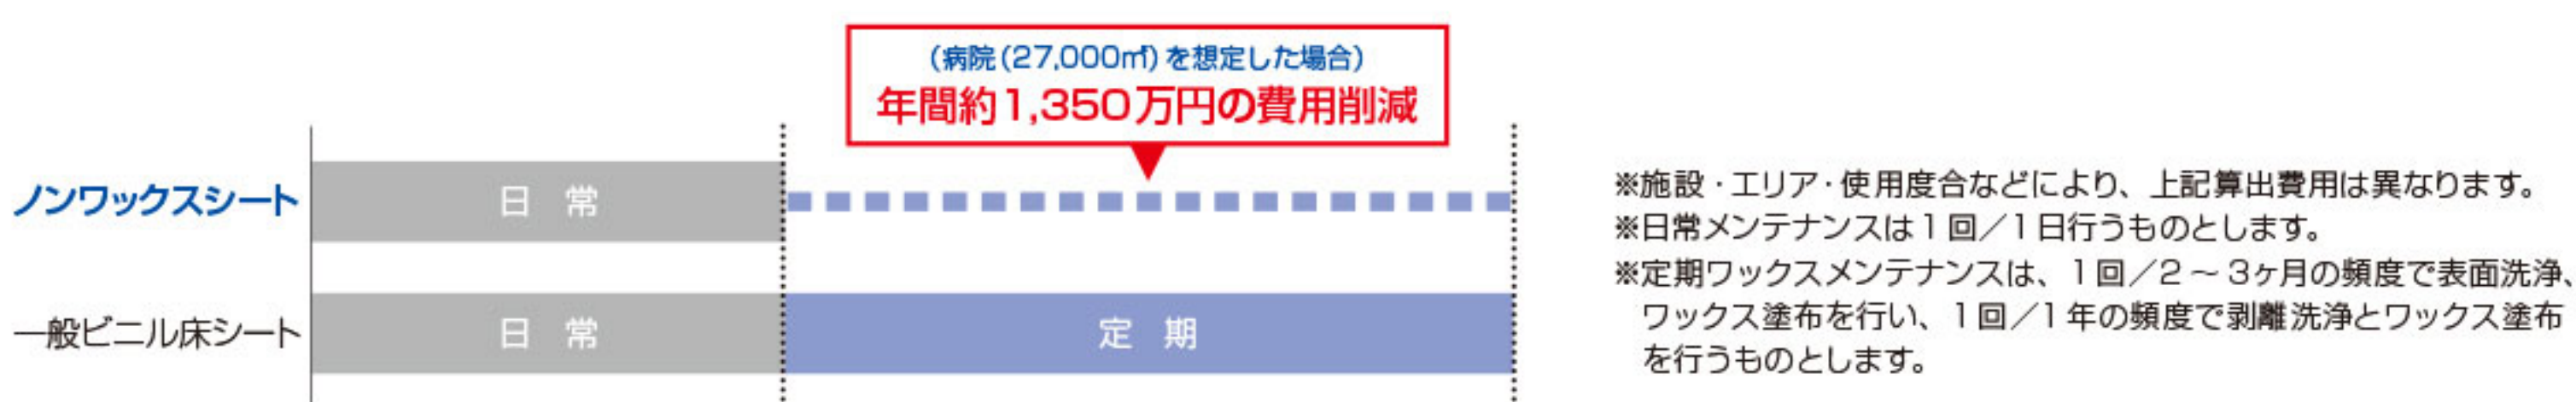 (病院(27,000㎡)を想定した場合)
年間約1,350万円の費用削減
ノンワックスシート
日 常
一般ビニル床シート
日 常
定 期
※施設・エリア・使用度合などにより、上記算出費用は異なります。
※日常メンテナンスは1回／1日行うものとします。
※定期ワックスメンテナンスは、1回／2～3ヶ月の頻度で表面洗浄、
ワックス塗布を行い、1回／1年の頻度で剥離洗浄とワックス塗布
を行うものとします。